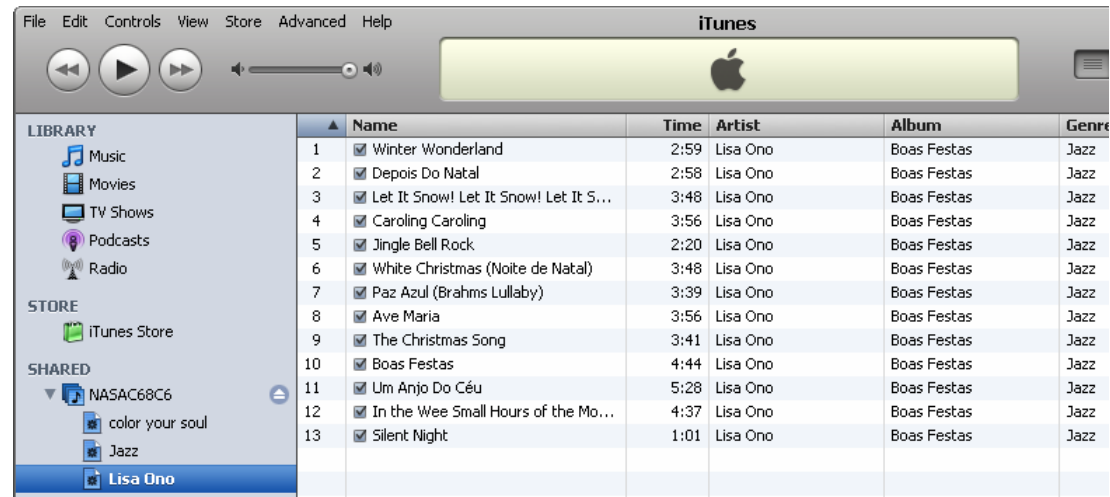 File Edit Controls View Store Advanced Help
iTunes
LIBRARY
Music
Movies
TV Shows
Podcasts
Radio
STORE
iTunes Store
SHARED
NASAC68C6
color your soul
Jazz
Lisa Ono
Name Time Artist Album Genre
1 Winter Wonderland 2:59 Lisa Ono Boas Festas Jazz
2 Depois Do Natal 2:58 Lisa Ono Boas Festas Jazz
3 Let It Snow! Let It Snow! Let It S... 3:48 Lisa Ono Boas Festas Jazz
4 Caroling Caroling 3:56 Lisa Ono Boas Festas Jazz
5 Jingle Bell Rock 2:20 Lisa Ono Boas Festas Jazz
6 White Christmas (Noite de Natal) 3:48 Lisa Ono Boas Festas Jazz
7 Paz Azul (Brahms Lullaby) 3:39 Lisa Ono Boas Festas Jazz
8 Ave Maria 3:56 Lisa Ono Boas Festas Jazz
9 The Christmas Song 3:41 Lisa Ono Boas Festas Jazz
10 Boas Festas 4:44 Lisa Ono Boas Festas Jazz
11 Um Anjo Do Céu 5:28 Lisa Ono Boas Festas Jazz
12 In the Wee Small Hours of the Mo... 4:37 Lisa Ono Boas Festas Jazz
13 Silent Night 1:01 Lisa Ono Boas Festas Jazz